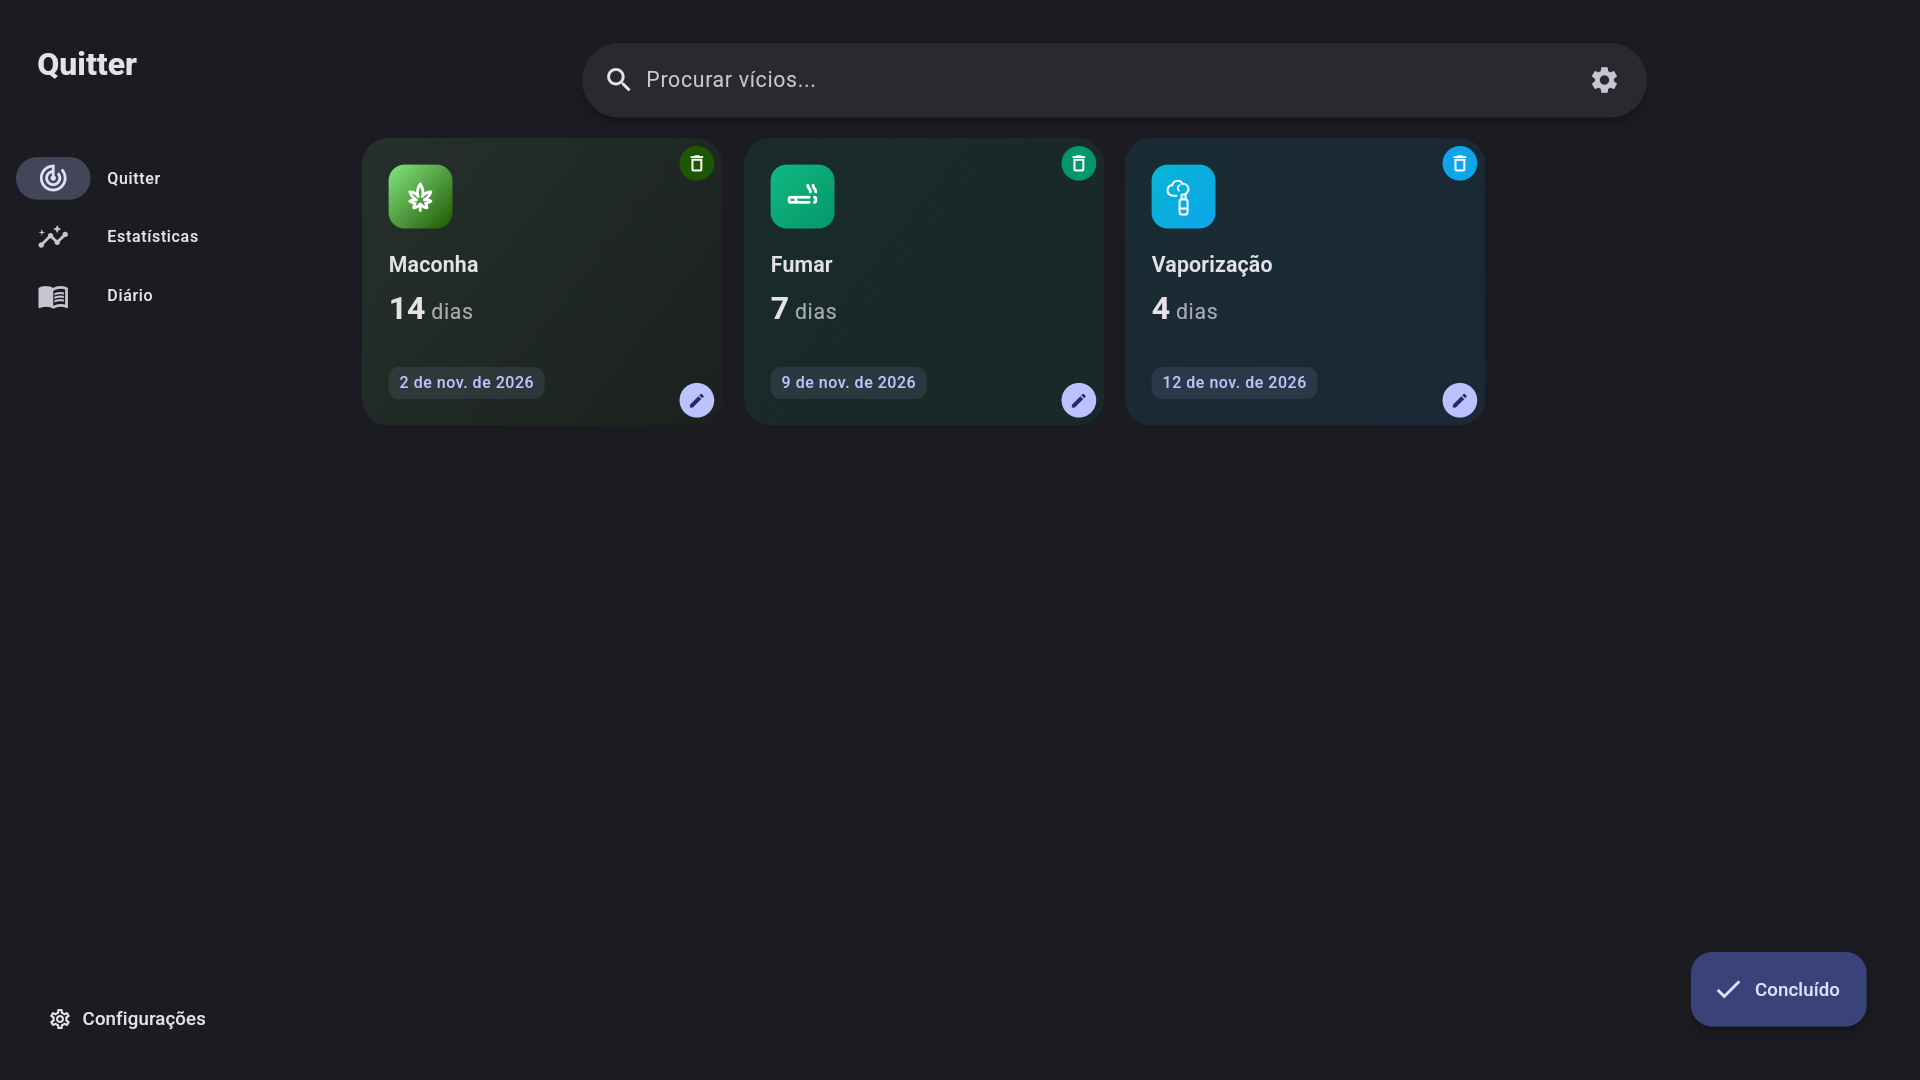 Quitter
Procurar vícios...
Quitter
Estatísticas
Diário
Maconha
14 dias
2 de nov. de 2026
Fumar
7 dias
9 de nov. de 2026
Vaporização
4 dias
12 de nov. de 2026
Configurações
Concluído